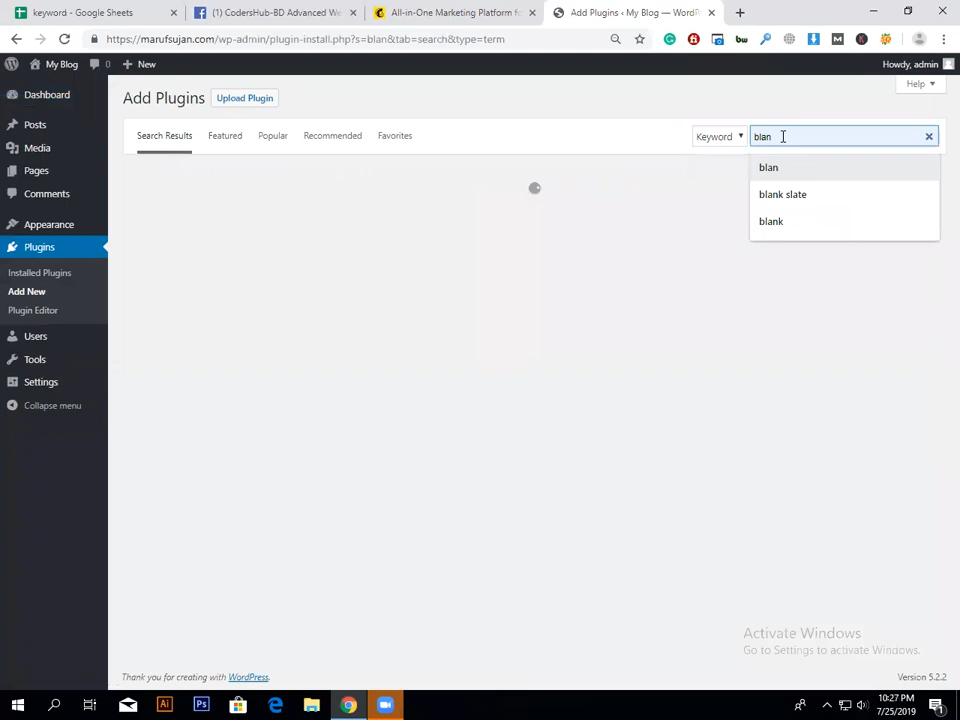 keyword - Google Sheets
(1) CodersHub-BD Advanced We
All-in-One Marketing Platform fo
Add Plugins ‹ My Blog — WordPr
https://marufsujan.com/wp-admin/plugin-install.php?s=blan&tab=search&type=term
My Blog
0
New
Howdy, admin
Dashboard
Posts
Media
Pages
Comments
Appearance
Plugins
Installed Plugins
Add New
Plugin Editor
Users
Tools
Settings
Collapse menu
Add Plugins
Upload Plugin
Help
Search Results
Featured
Popular
Recommended
Favorites
Keyword
blan
blan
blank slate
blank
Activate Windows
Go to Settings to activate Windows.
Thank you for creating with WordPress.
Version 5.2.2
10:27 PM
7/25/2019